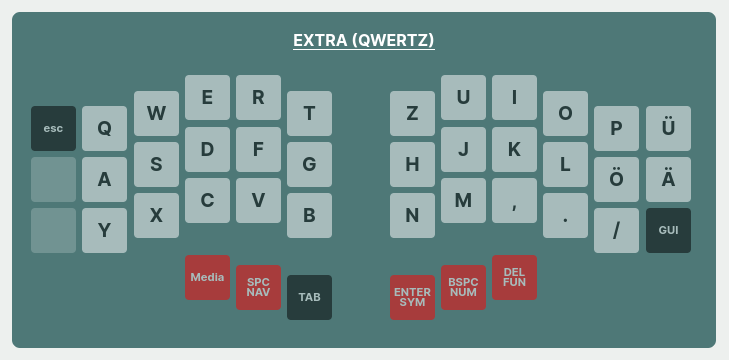 EXTRA (QWERTZ)
esc Q W E R T Z U I O P Ü
A S D F G H J K L Ö Ä
Y X C V B N M , . / GUI
Media SPC NAV TAB ENTER SYM BSPC NUM DEL FUN